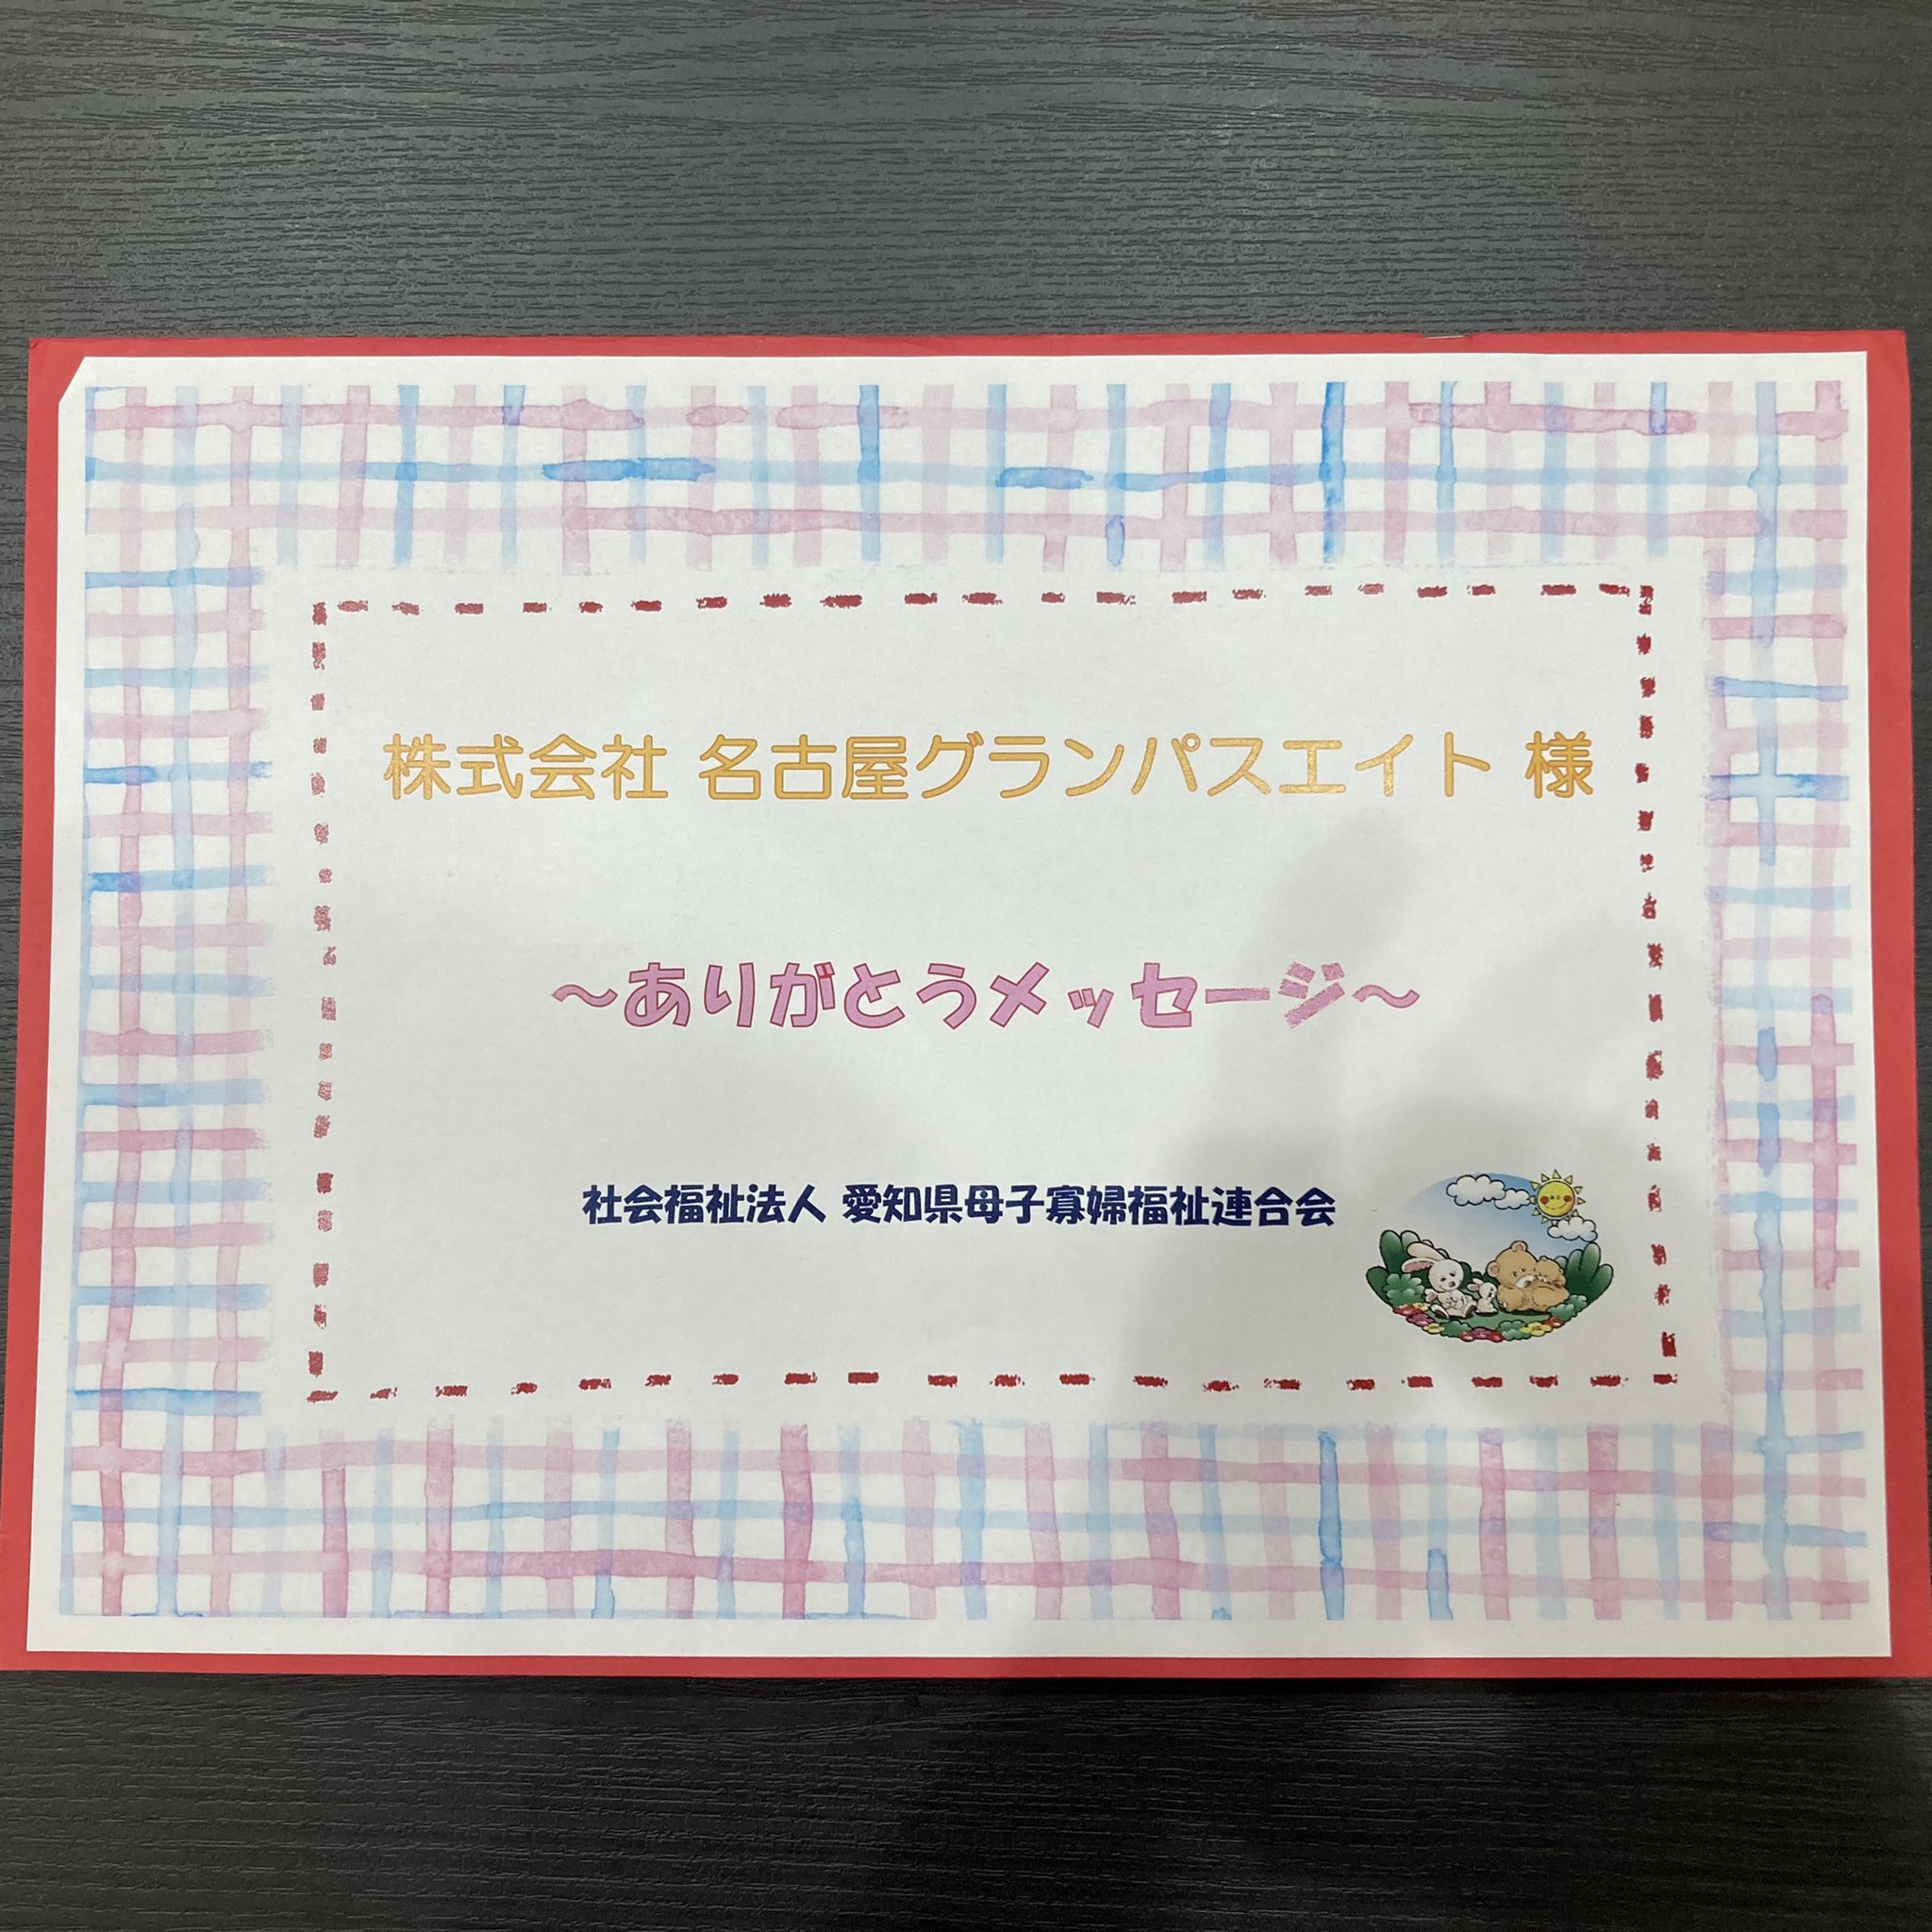 株式会社 名古屋グランパスエイト 様
～ありがとうメッセージ～
社会福祉法人 愛知県母子寡婦福祉連合会